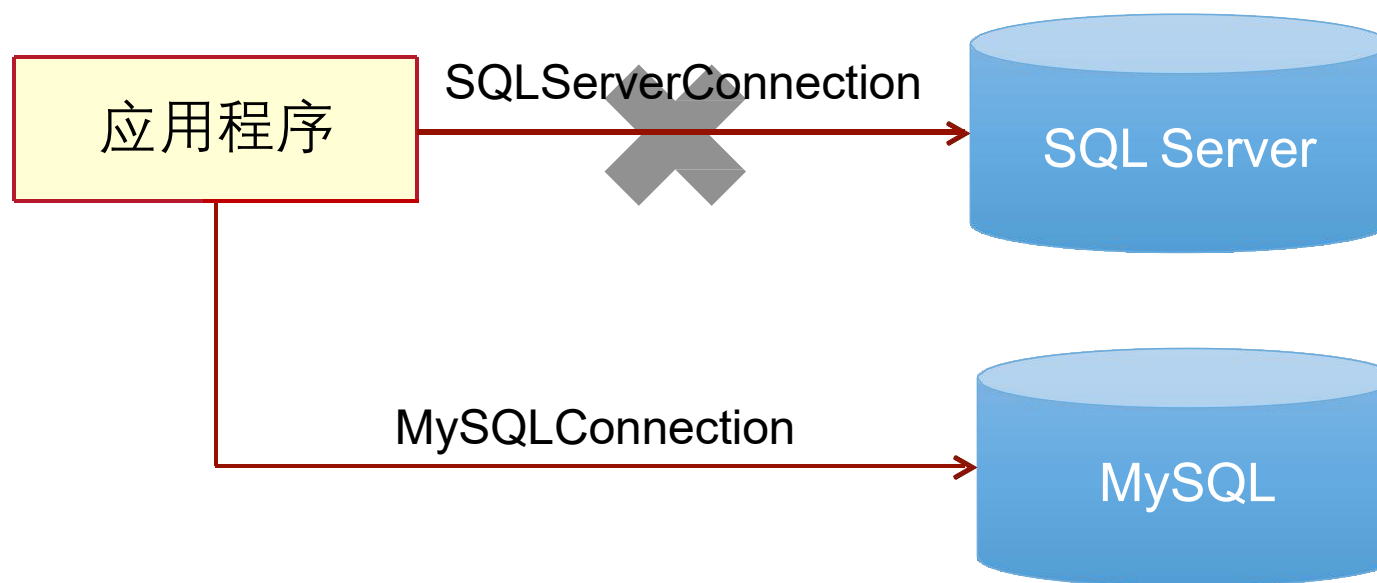 SQLServerConnection
应用程序
SQL Server
MySQLConnection
MySQL